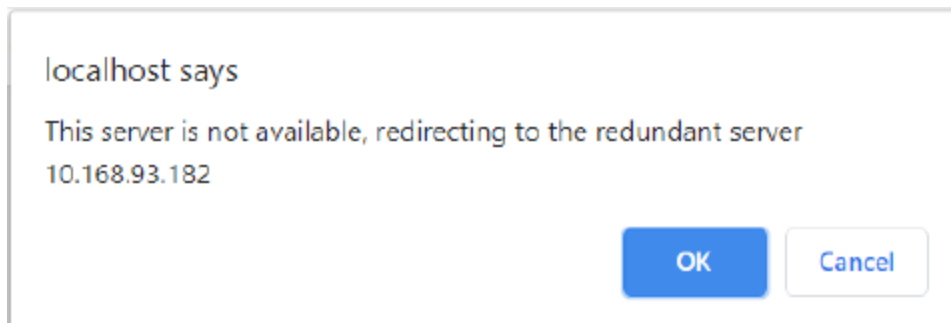 localhost says
This server is not available, redirecting to the redundant server
10.168.93.182
OK
Cancel